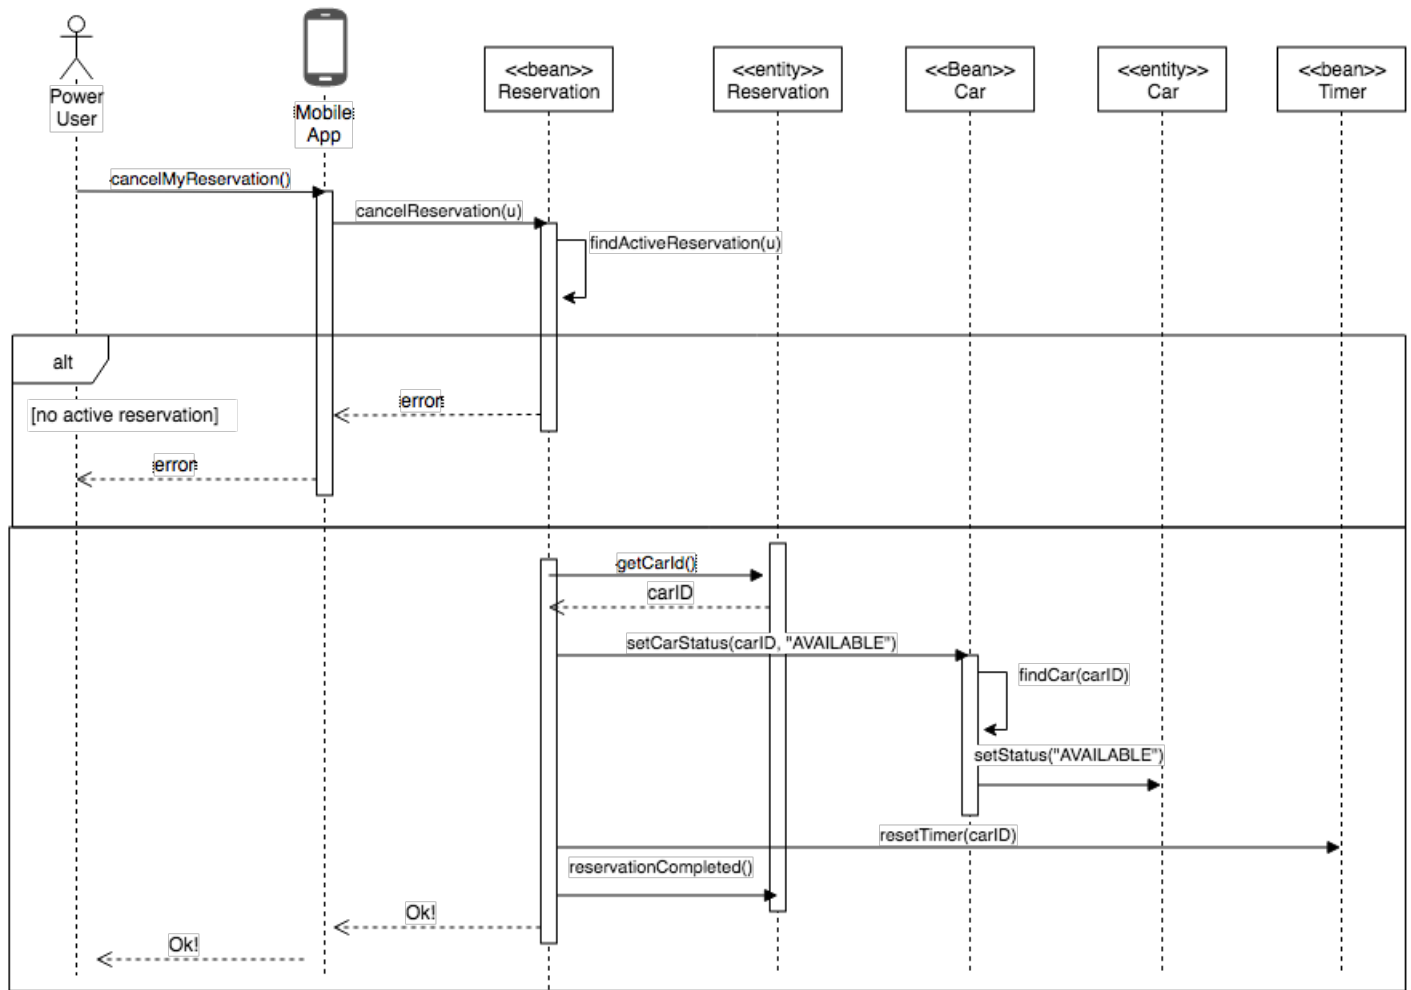 Power
User
Mobile
App
<<bean>>
Reservation
<<entity>>
Reservation
<<Bean>>
Car
<<entity>>
Car
<<bean>>
Timer
cancelMyReservation()
cancelReservation(u)
findActiveReservation(u)
alt
[no active reservation]
error
error
getCarId()
carID
setCarStatus(carID, "AVAILABLE")
findCar(carID)
setStatus("AVAILABLE")
resetTimer(carID)
reservationCompleted()
Ok!
Ok!